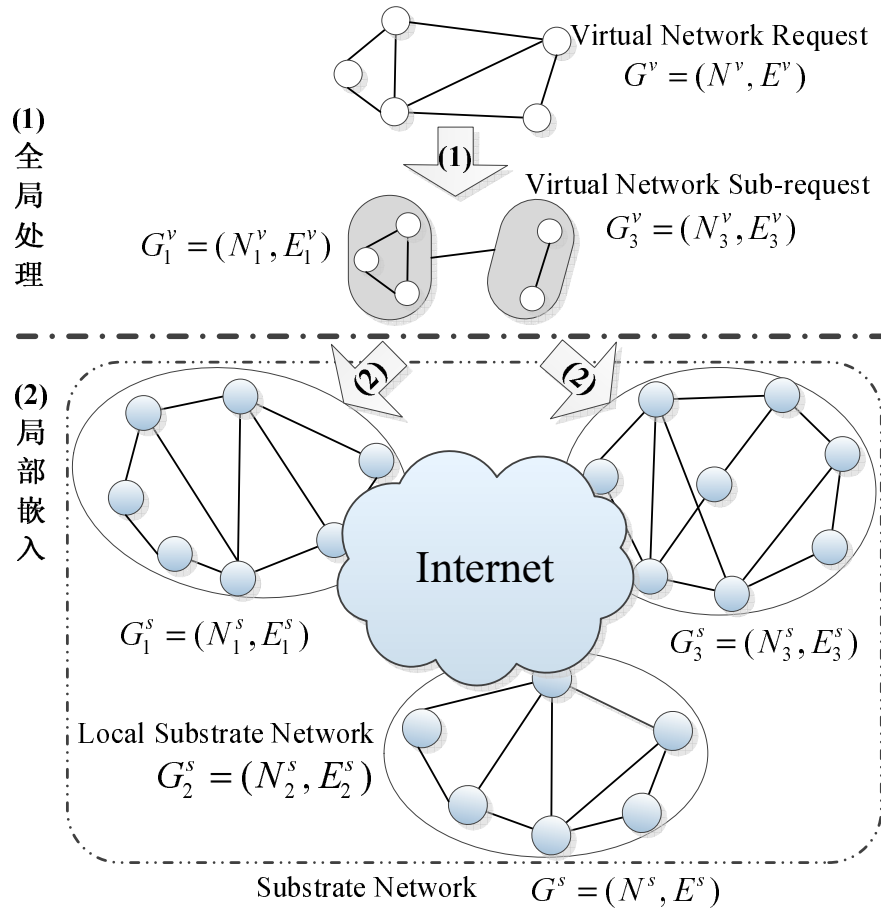 Virtual Network Request
G^v = (N^v, E^v)
(1)
全
局
处
理
(1)
Virtual Network Sub-request
G_1^v = (N_1^v, E_1^v)
G_3^v = (N_3^v, E_3^v)
(2)
(2)
(2)
局
部
嵌
入
Internet
G_1^s = (N_1^s, E_1^s)
G_3^s = (N_3^s, E_3^s)
Local Substrate Network
G_2^s = (N_2^s, E_2^s)
Substrate Network G^s = (N^s, E^s)